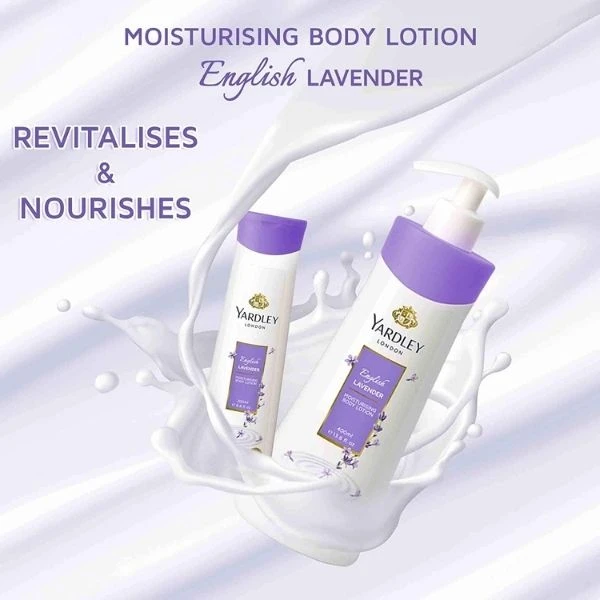 MOISTURISING BODY LOTION
English LAVENDER
REVITALISES
&
NOURISHES
YARDLEY
LONDON
English
LAVENDER
MOISTURISING
BODY LOTION
YARDLEY
LONDON
English
LAVENDER
MOISTURISING
BODY LOTION
400ml